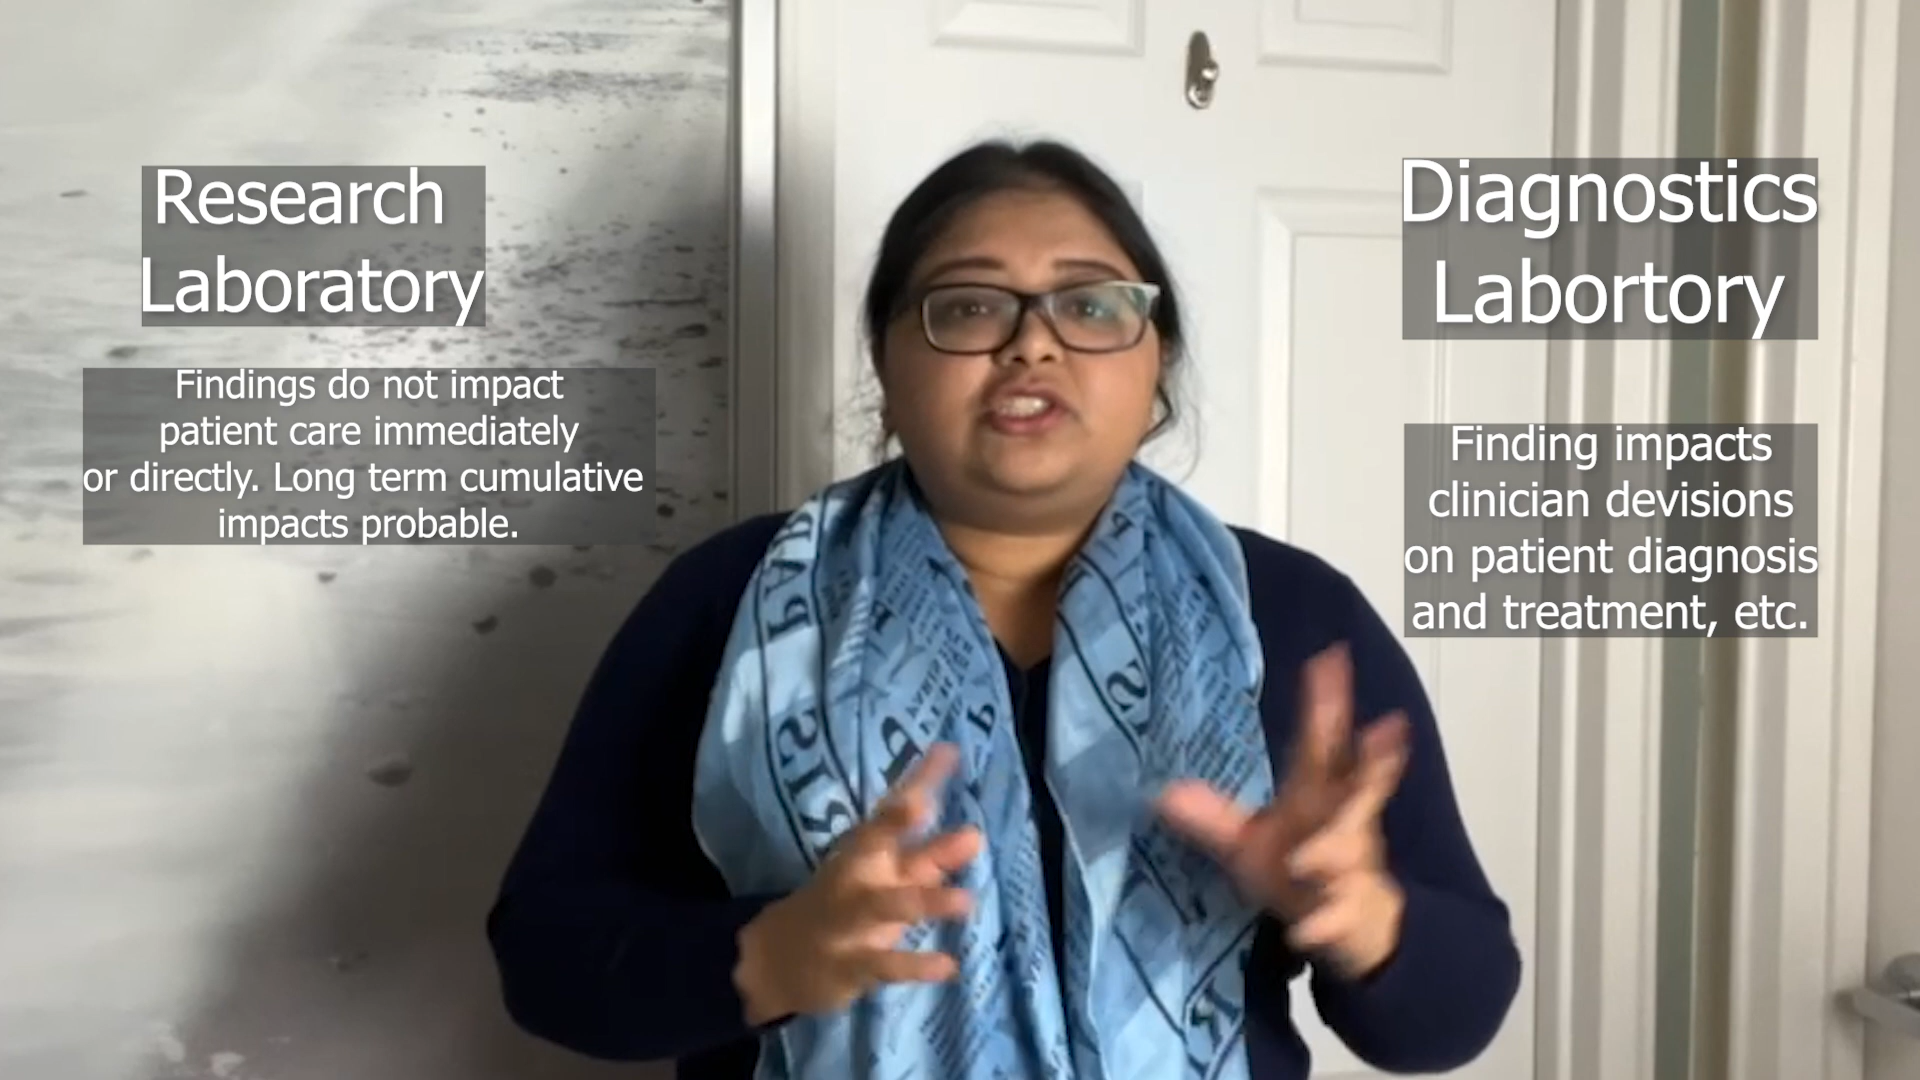 Research
Laboratory
Findings do not impact
patient care immediately
or directly. Long term cumulative
impacts probable.
Diagnostics
Labortory
Finding impacts
clinician devisions
on patient diagnosis
and treatment, etc.